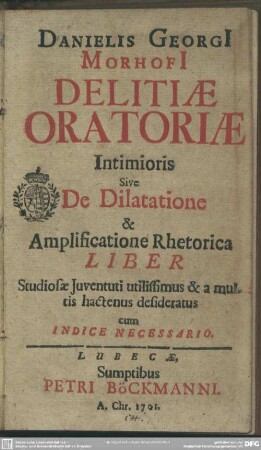 DANIELIS GEORGI
MORHOFI
DELITIÆ
ORATORIÆ
Intimioris
Sive
De Dilatatione
&
Amplificatione Rhetorica
LIBER
Studiosæ Juventuti utilissimus & a mul-
tis hactenus desideratus
cum
INDICE NECESSARIO.
LUBECÆ,
Sumptibus
PETRI BöCKMANNI.
A. Chr. 1701.